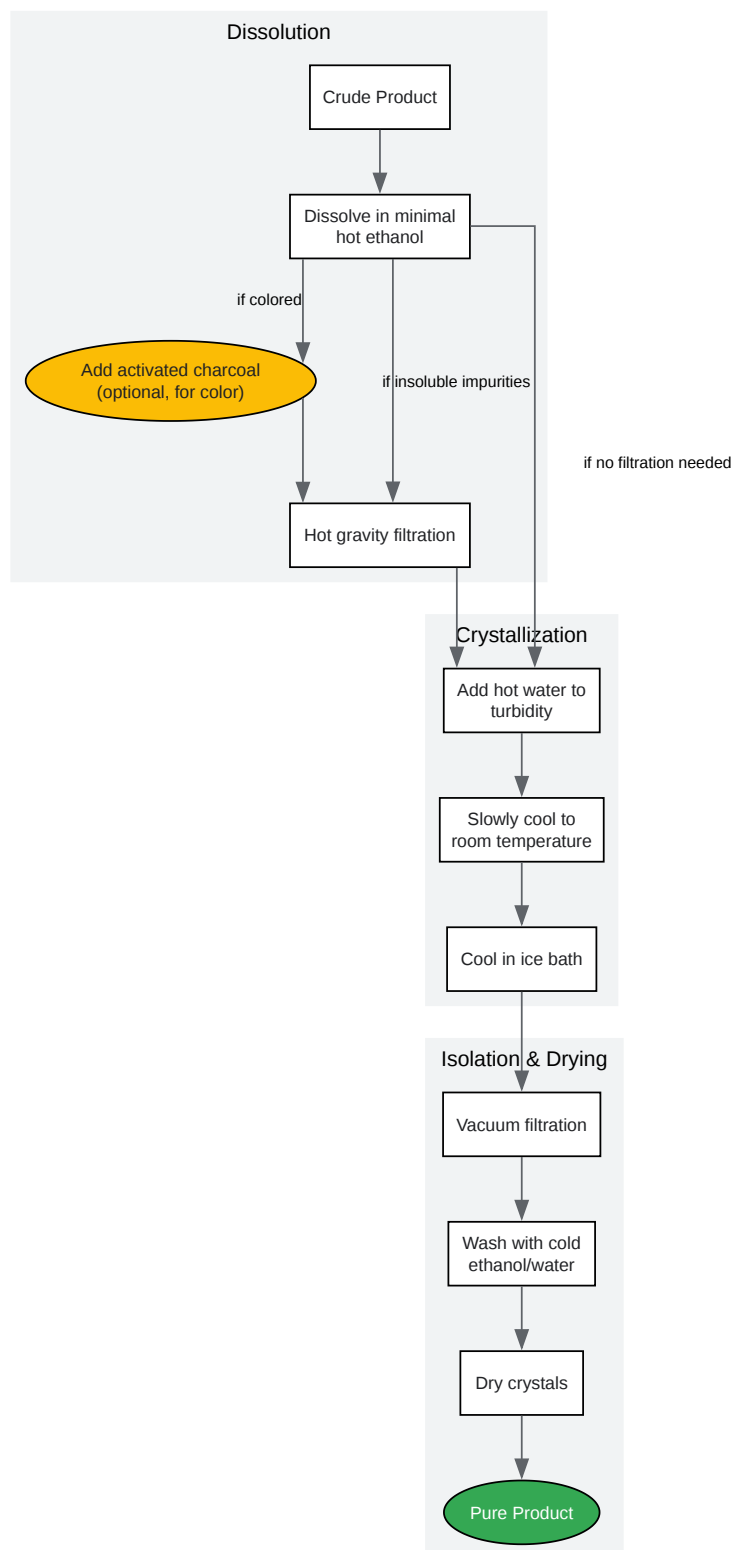 Dissolution
Crude Product
Dissolve in minimal
hot ethanol
if colored
Add activated charcoal
(optional, for color)
if insoluble impurities
if no filtration needed
Hot gravity filtration
Crystallization
Add hot water to
turbidity
Slowly cool to
room temperature
Cool in ice bath
Isolation & Drying
Vacuum filtration
Wash with cold
ethanol/water
Dry crystals
Pure Product